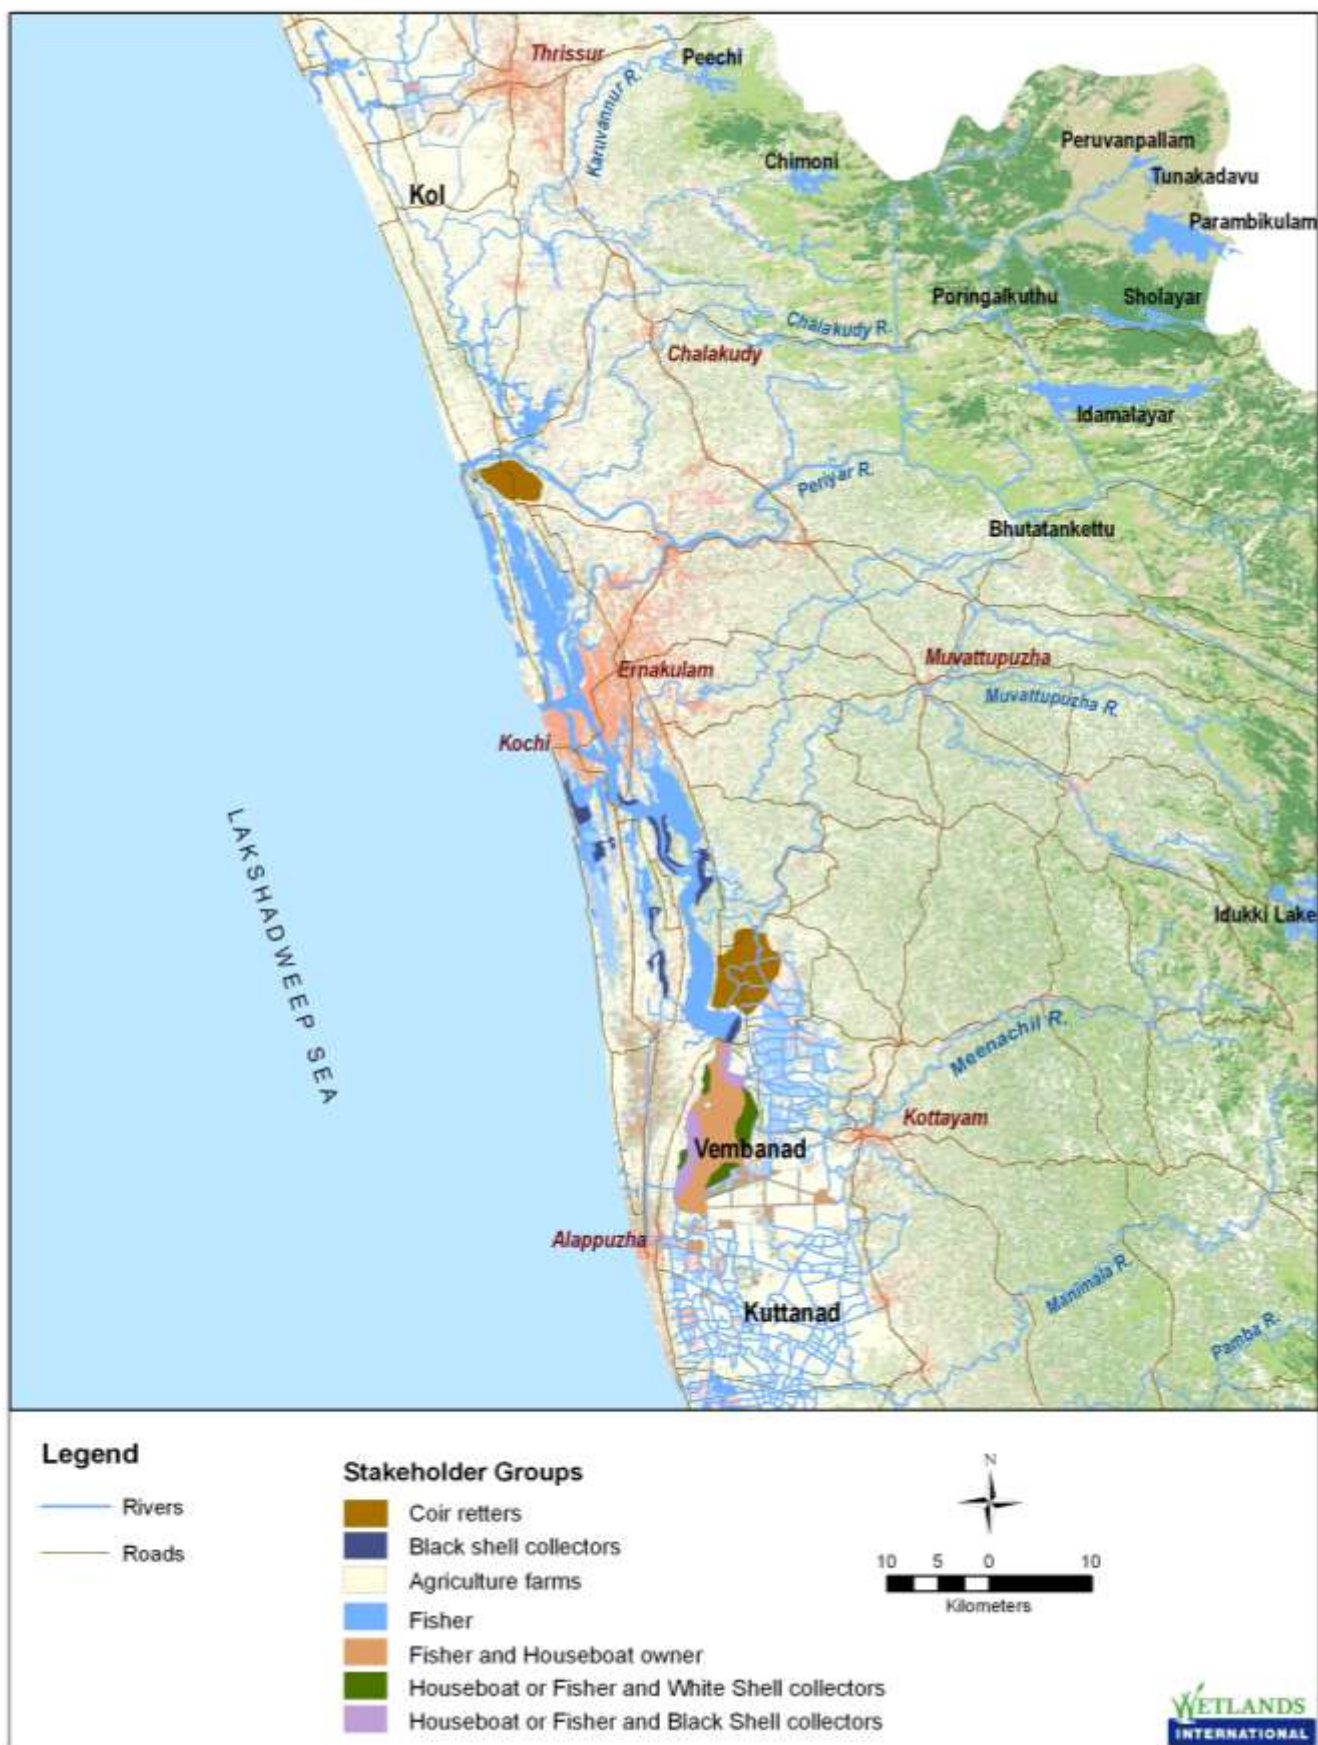 Thrissur
Peechi
Karuvannur R.
Peruvanpallam
Chimoni
Tunakadavu
Kol
Parambikulam
Poringalkuthu
Sholayar
Chalakudy R.
Chalakudy
Idamalayar
Periyar R.
Bhutatankettu
Ernakulam
Muvattupuzha
Muvattupuzha R.
Kochi
LAKSHADWEEP SEA
Idukki Lake
Meenachil R.
Kottayam
Vembanad
Alappuzha
Manimala R.
Kuttanad
Pamba R.
Legend
Rivers
Roads
Stakeholder Groups
Coir retters
Black shell collectors
Agriculture farms
Fisher
Fisher and Houseboat owner
Houseboat or Fisher and White Shell collectors
Houseboat or Fisher and Black Shell collectors
N
10 5 0 10
Kilometers
WETLANDS
INTERNATIONAL